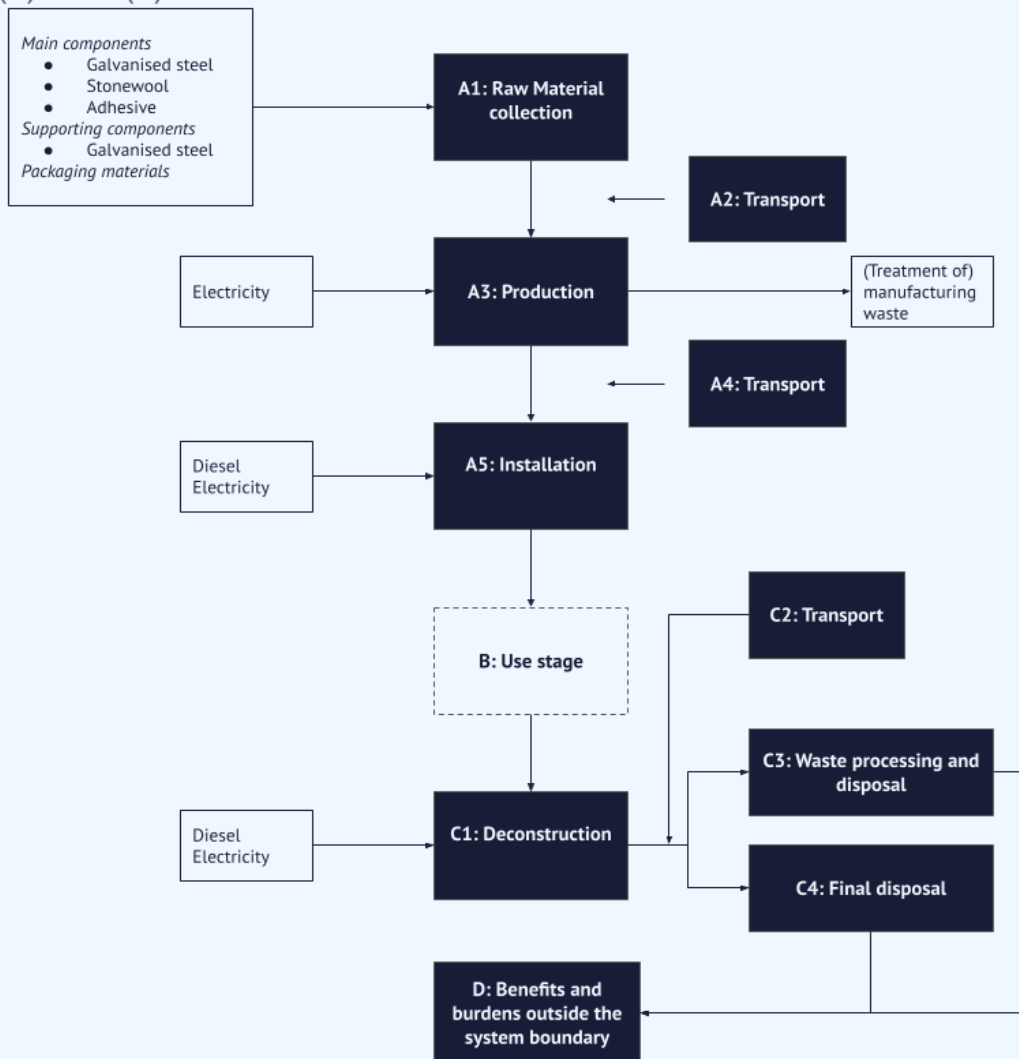 Main components
● Galvanised steel
● Stonewool
● Adhesive
Supporting components
● Galvanised steel
Packaging materials
A1: Raw Material
collection
A2: Transport
Electricity
A3: Production
(Treatment of)
manufacturing
waste
A4: Transport
Diesel
Electricity
A5: Installation
B: Use stage
C2: Transport
C3: Waste processing and
disposal
Diesel
Electricity
C1: Deconstruction
C4: Final disposal
D: Benefits and
burdens outside the
system boundary